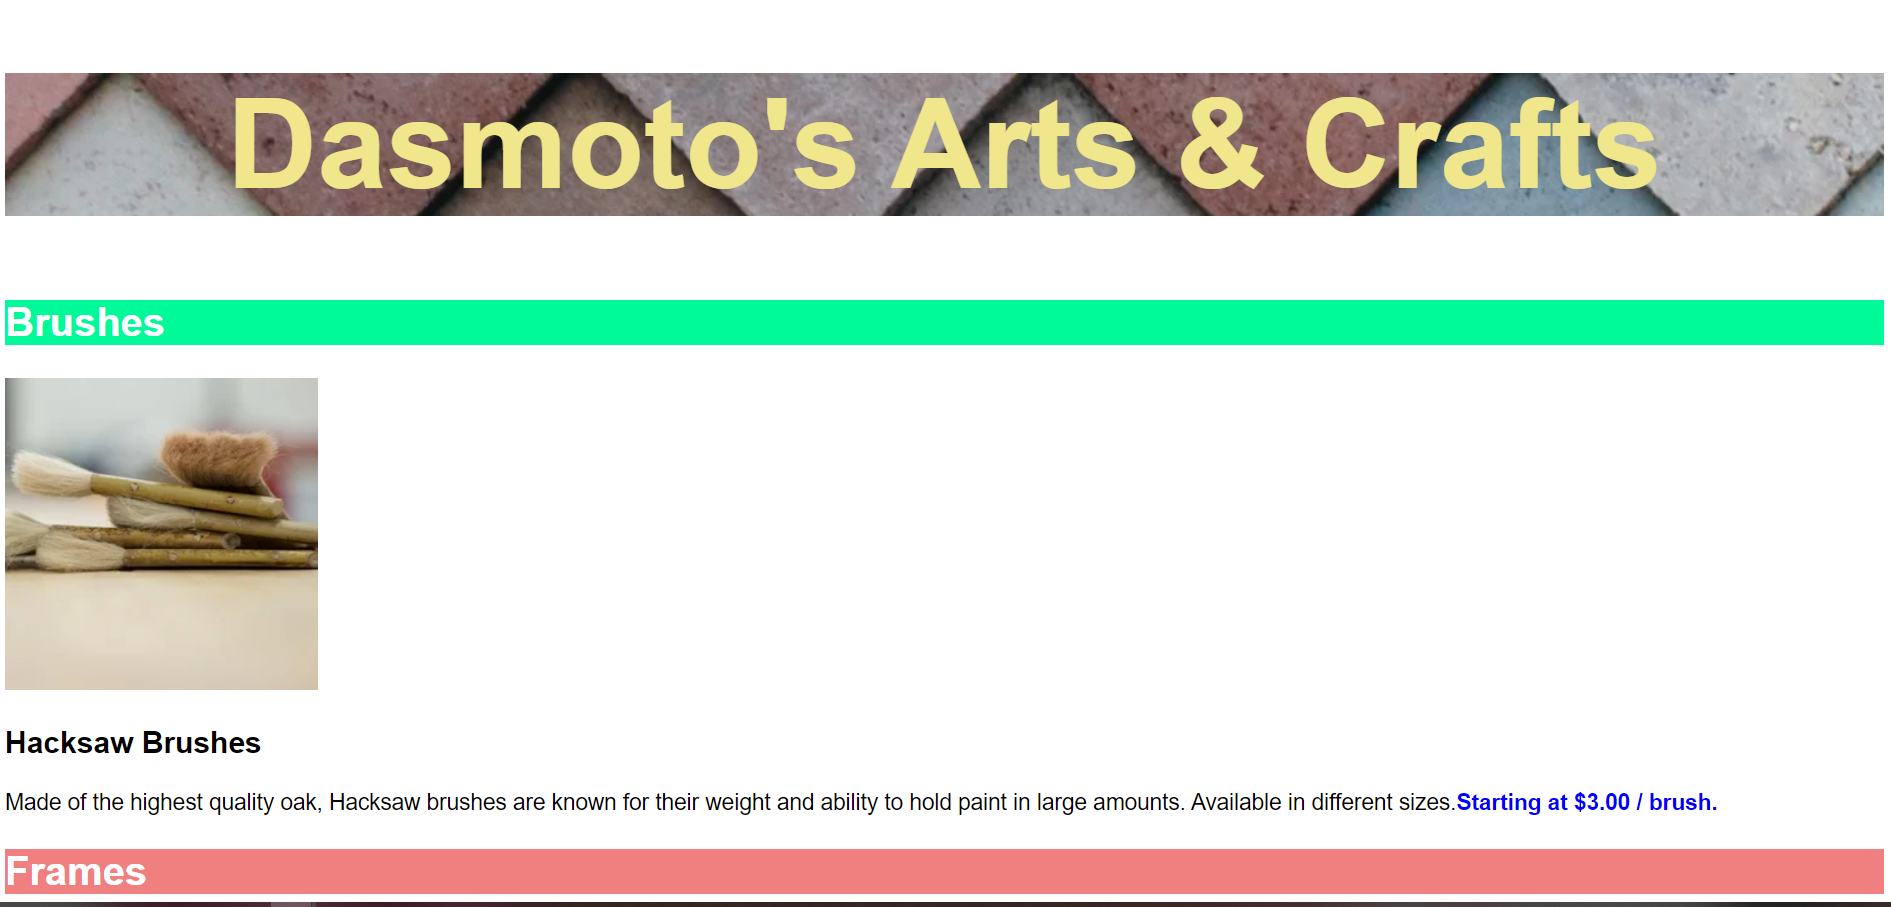 Dasmoto's Arts & Crafts
Brushes
Hacksaw Brushes
Made of the highest quality oak, Hacksaw brushes are known for their weight and ability to hold paint in large amounts. Available in different sizes.Starting at $3.00 / brush.
Frames